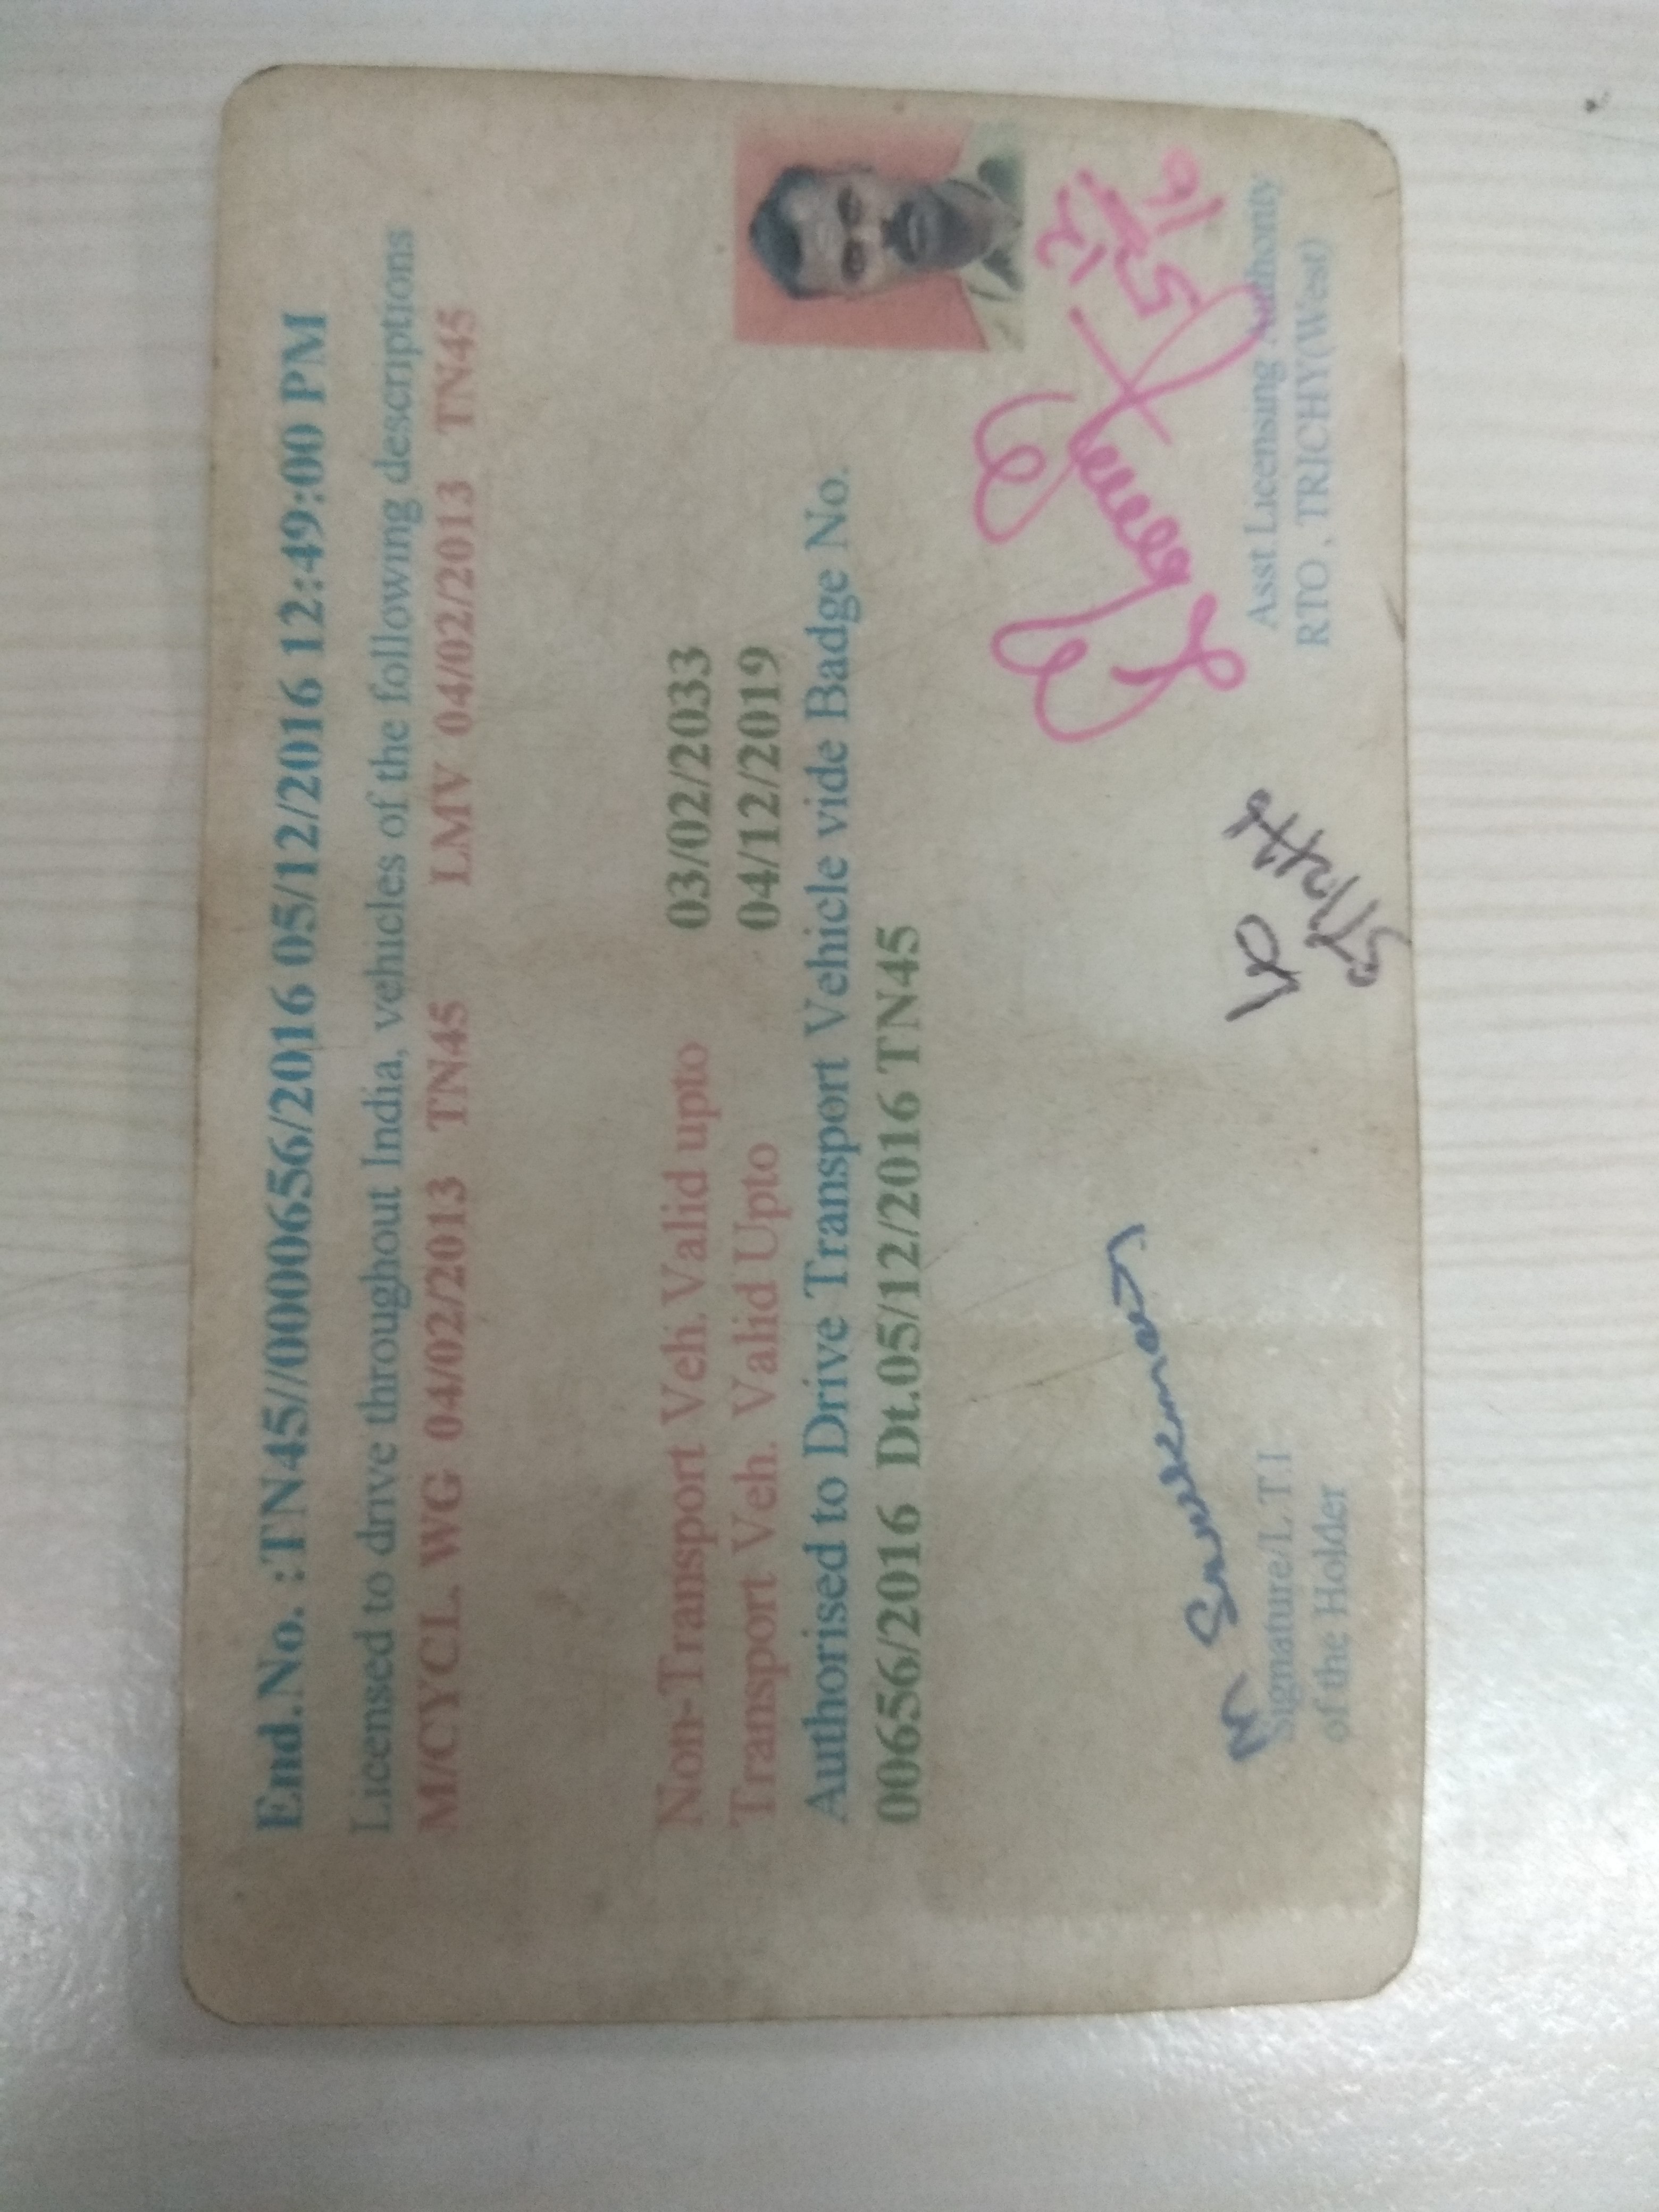 End.No. :TN45//000656/2016 05/12/2016 12:49:00 PM
Licensed to drive throughout India, vehicles of the following descriptions
M/CYCL. WG 04/02/2013 TN45 LMV 04/02/2013 TN45
Non-Transport Veh. Valid upto 03/02/2033
Transport Veh. Valid Upto 04/12/2019
Authorised to Drive Transport Vehicle vide Badge No.
00656/2016 Dt.05/12/2016 TN45
M
Signature/L T I
of the Holder
Asst Licensing Authority
RTO , TRICHY(West)